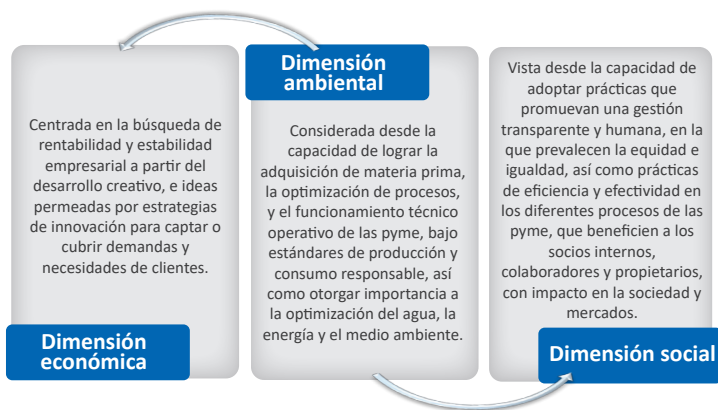 Centrada en la búsqueda de
rentabilidad y estabilidad
empresarial a partir del
desarrollo creativo, e ideas
permeadas por estrategias
de innovación para captar o
cubrir demandas y
necesidades de clientes.
Dimensión
económica
Dimensión
ambiental
Considerada desde la
capacidad de lograr la
adquisición de materia prima,
la optimización de procesos,
y el funcionamiento técnico
operativo de las pyme, bajo
estándares de producción y
consumo responsable, así
como otorgar importancia a
la optimización del agua, la
energía y el medio ambiente.
Vista desde la capacidad de
adoptar prácticas que
promuevan una gestión
transparente y humana, en la
que prevalecen la equidad e
igualdad, así como prácticas
de eficiencia y efectividad en
los diferentes procesos de las
pyme, que beneficien a los
socios internos,
colaboradores y propietarios,
con impacto en la sociedad y
mercados.
Dimensión social